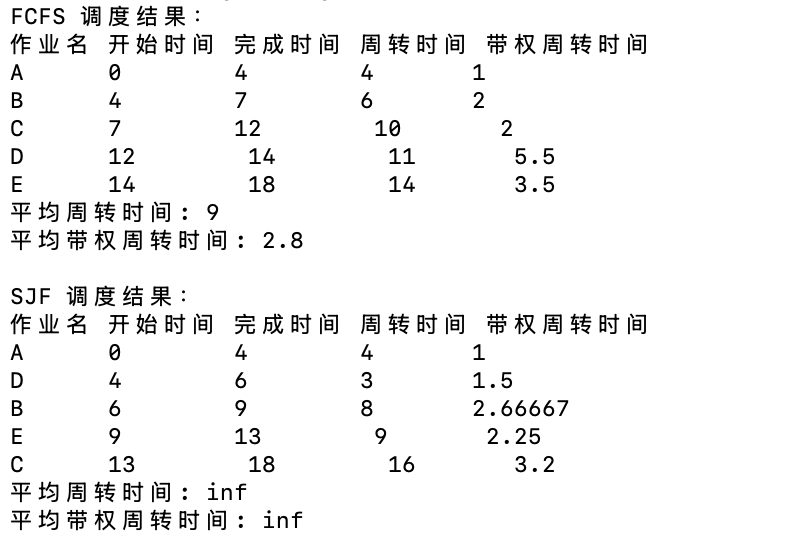 FCFS 调度结果：
作业名 开始时间 完成时间 周转时间 带权周转时间
A 0 4 4 1
B 4 7 6 2
C 7 12 10 2
D 12 14 11 5.5
E 14 18 14 3.5
平均周转时间: 9
平均带权周转时间: 2.8
SJF 调度结果：
作业名 开始时间 完成时间 周转时间 带权周转时间
A 0 4 4 1
D 4 6 3 1.5
B 6 9 8 2.66667
E 9 13 9 2.25
C 13 18 16 3.2
平均周转时间: inf
平均带权周转时间: inf